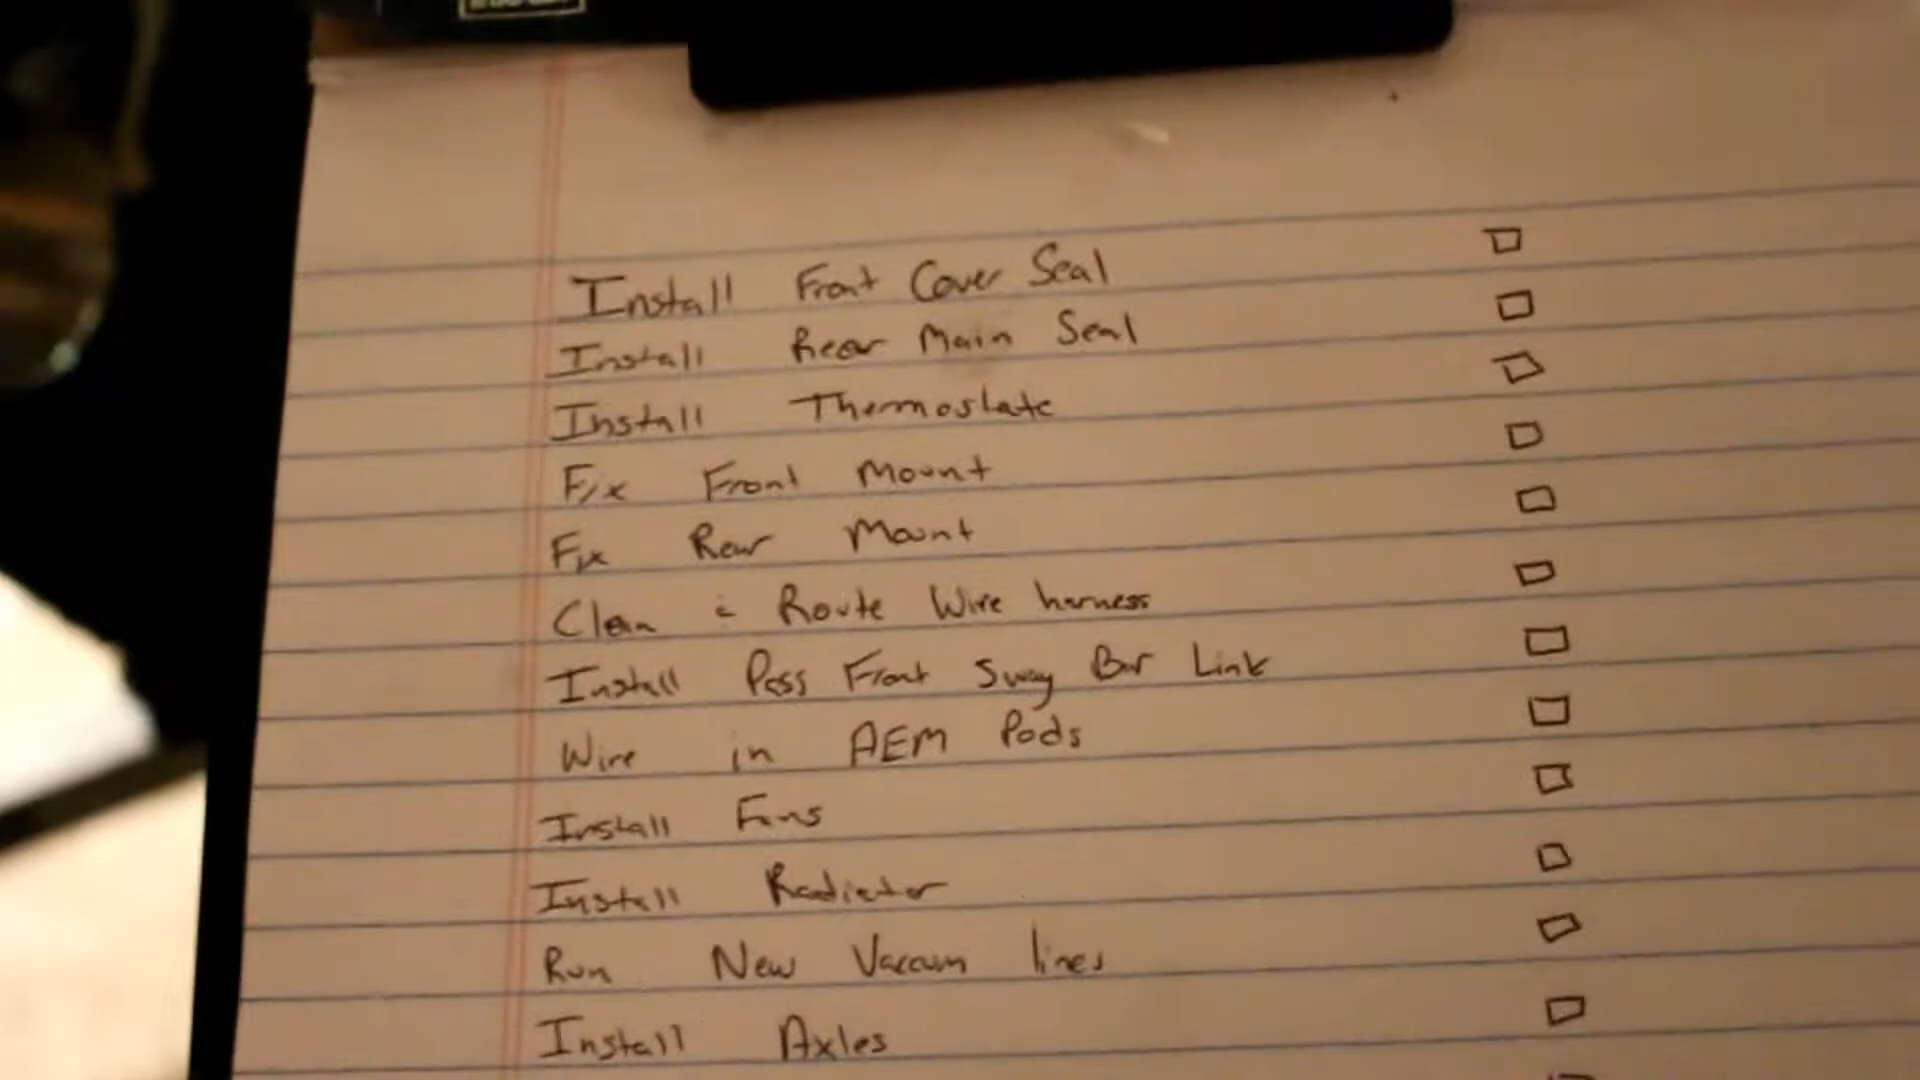 Install Front Cover Seal
Install Rear Main Seal
Install Thermostate
Fix Front Mount
Fix Rear Mount
Clean & Route Wire harness
Install Pass Front Sway Bar Link
Wire in AEM Pods
Install Fans
Install Radiator
Run New Vaccum lines
Install Axles